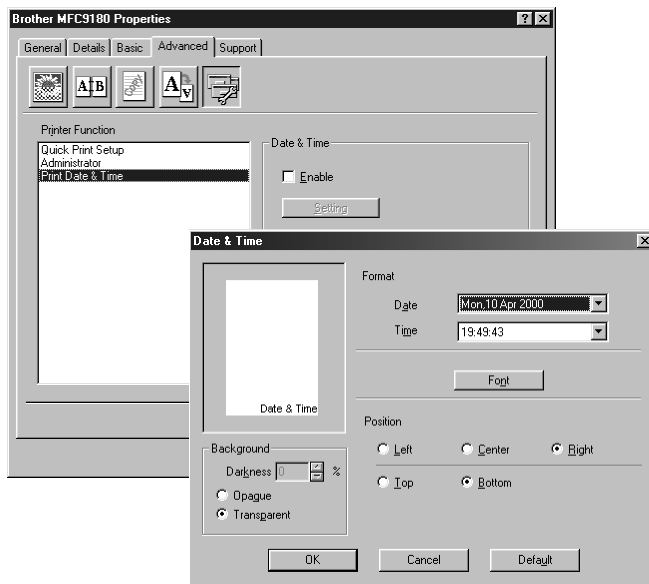 Brother MFC9180 Properties
General Details Basic Advanced Support
A B
Copy
A A
Printer Function
Quick Print Setup
Administrator
Print Date & Time
Date & Time
Enable
Setting
Date & Time
Date & Time
Format
Date Mon,10 Apr 2000
Time 19:49:43
Font
Background
Darkness 0 %
Opaque
Transparent
Position
Left Center Right
Top Bottom
OK Cancel Default